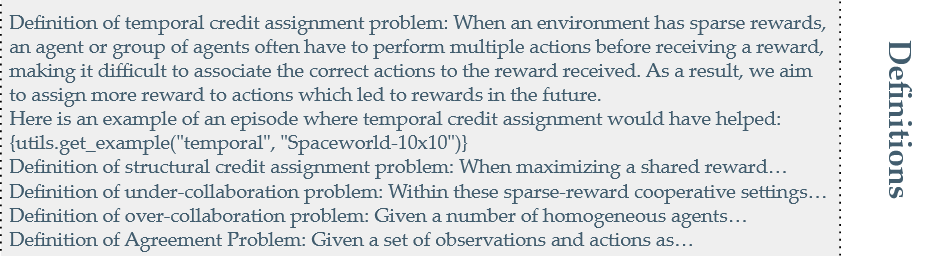 Definition of temporal credit assignment problem: When an environment has sparse rewards,
an agent or group of agents often have to perform multiple actions before receiving a reward,
making it difficult to associate the correct actions to the reward received. As a result, we aim
to assign more reward to actions which led to rewards in the future.
Here is an example of an episode where temporal credit assignment would have helped:
{utils.get_example("temporal", "Spaceworld-10x10")}
Definition of structural credit assignment problem: When maximizing a shared reward…
Definition of under-collaboration problem: Within these sparse-reward cooperative settings…
Definition of over-collaboration problem: Given a number of homogeneous agents…
Definition of Agreement Problem: Given a set of observations and actions as…
Definitions